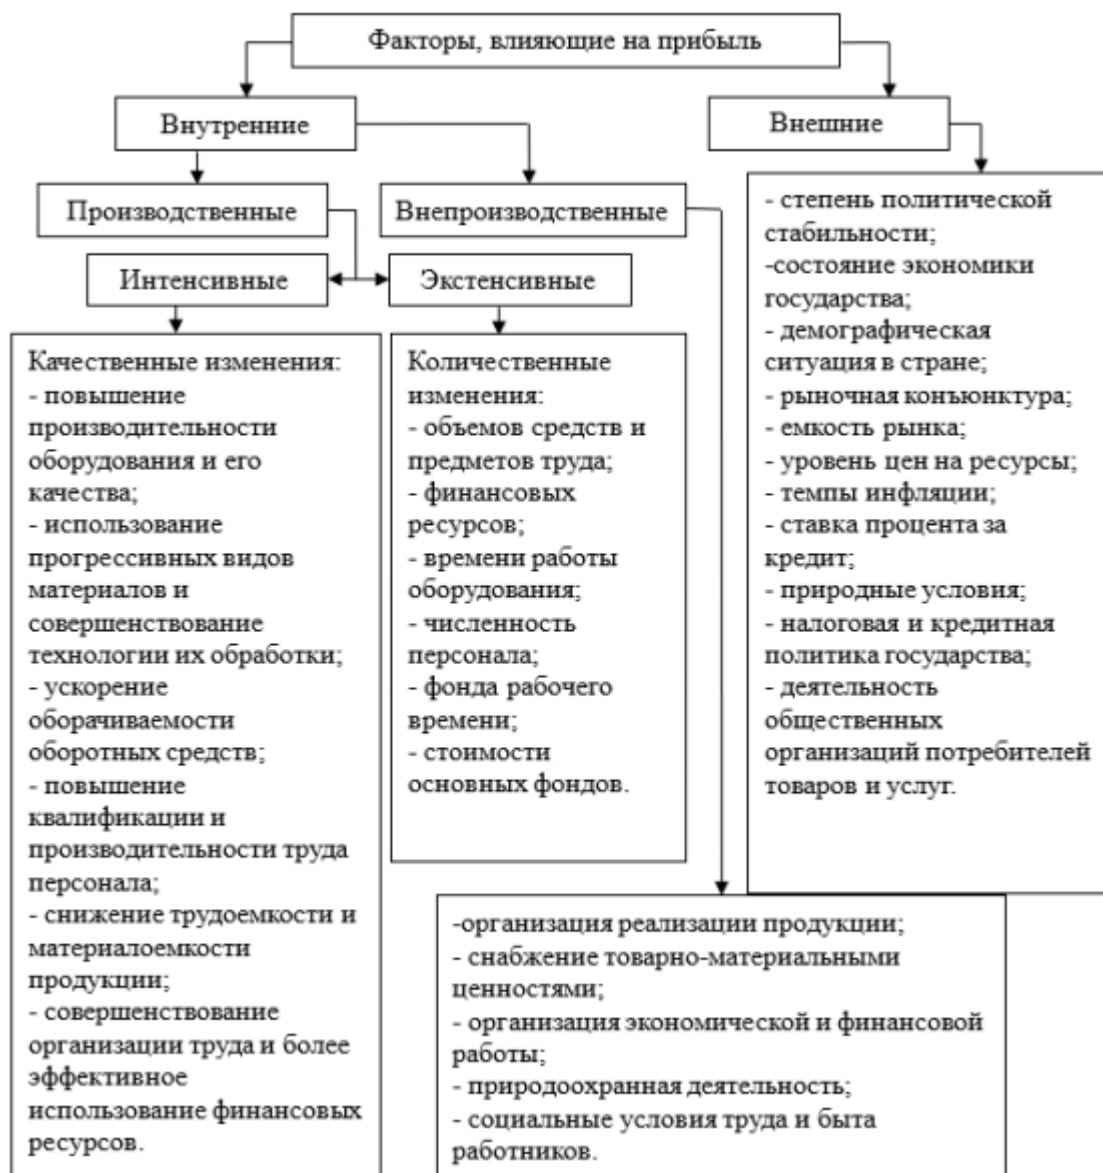 Факторы, влияющие на прибыль
Внутренние
Внешние
Производственные
Внепроизводственные
Интенсивные
Экстенсивные
Качественные изменения:
- повышение
производительности
оборудования и его
качества;
- использование
прогрессивных видов
материалов и
совершенствование
технологии их обработки;
- ускорение
оборачиваемости
оборотных средств;
- повышение
квалификации и
производительности труда
персонала;
- снижение трудоемкости и
материалоемкости
продукции;
- совершенствование
организации труда и более
эффективное
использование финансовых
ресурсов.
Количественные
изменения:
- объемов средств и
предметов труда;
- финансовых
ресурсов;
- времени работы
оборудования;
- численность
персонала;
- фонда рабочего
времени;
- стоимости
основных фондов.
- степень политической
стабильности;
-состояние экономики
государства;
- демографическая
ситуация в стране;
- рыночная конъюнктура;
- емкость рынка;
- уровень цен на ресурсы;
- темпы инфляции;
- ставка процента за
кредит;
- природные условия;
- налоговая и кредитная
политика государства;
- деятельность
общественных
организаций потребителей
товаров и услуг.
-организация реализации продукции;
- снабжение товарно-материальными
ценностями;
- организация экономической и финансовой
работы;
- природоохранная деятельность;
- социальные условия труда и быта
работников.